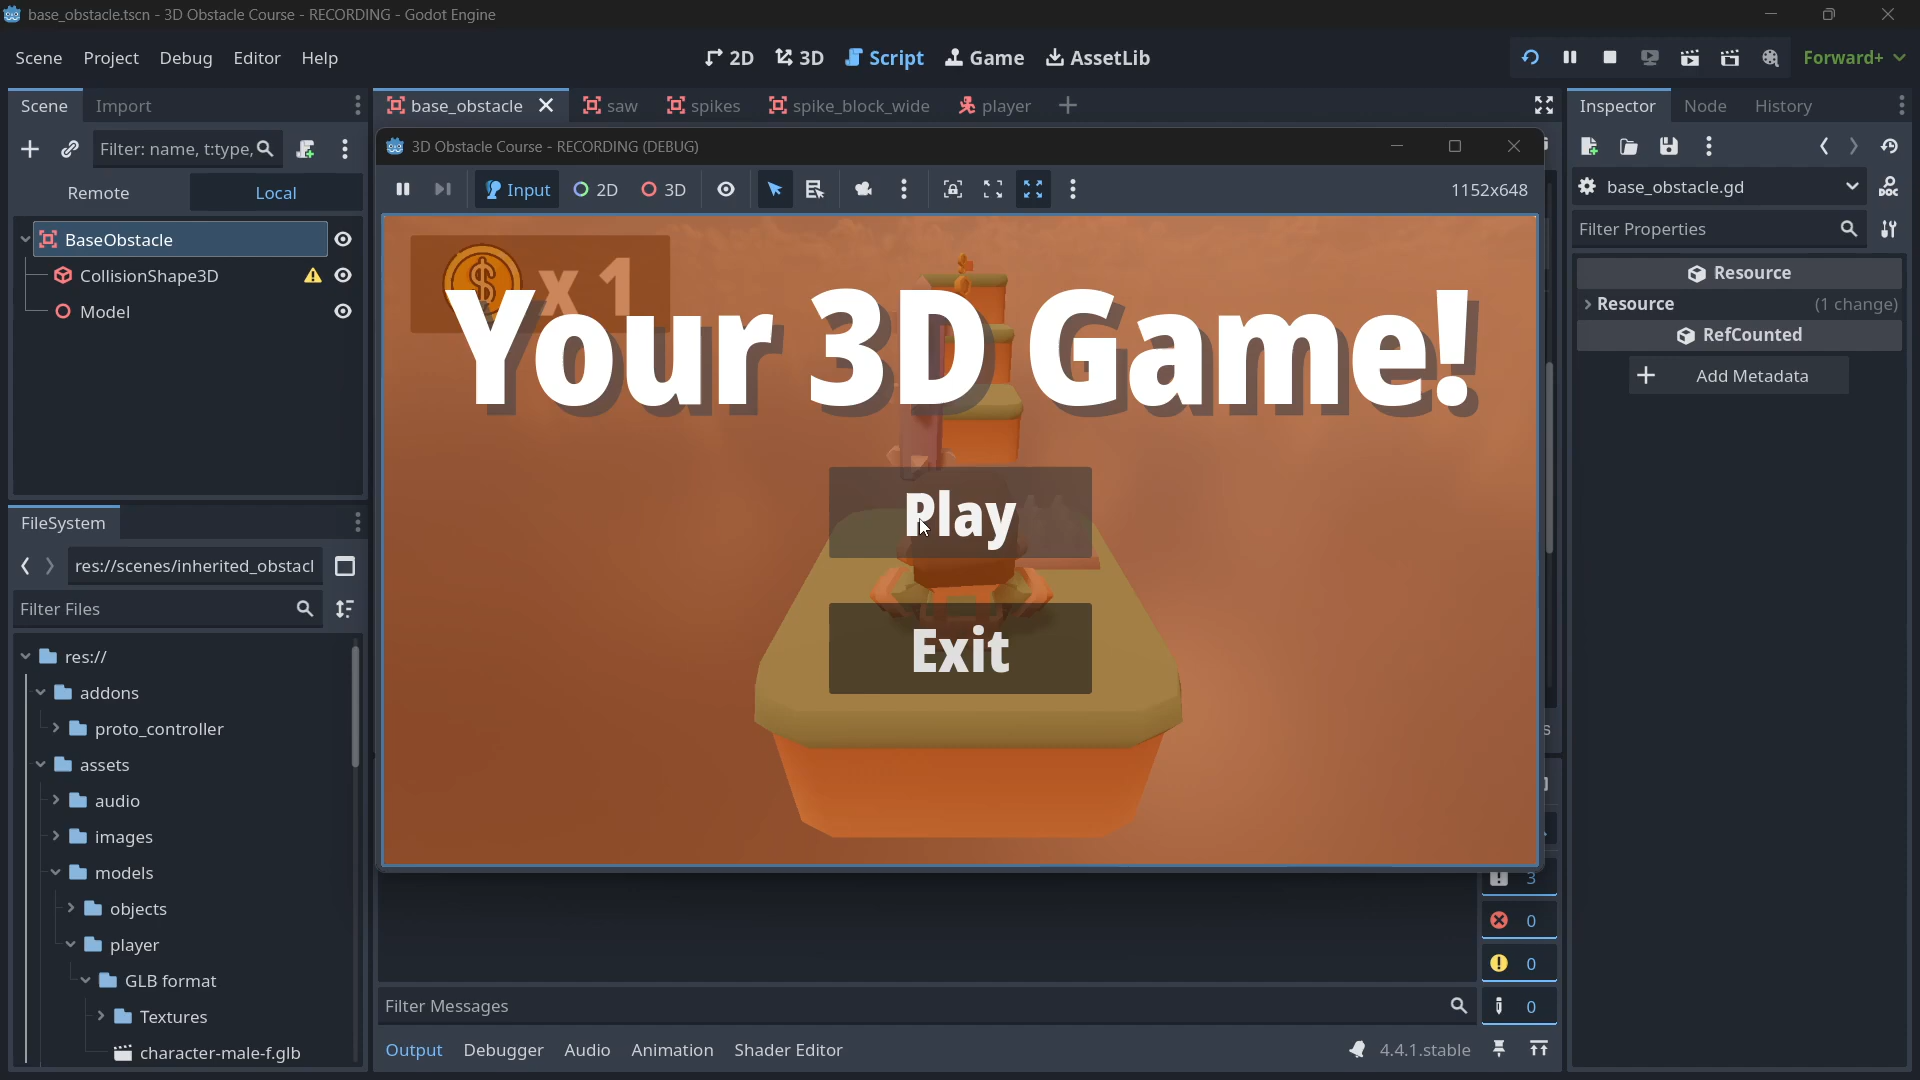 base_obstacle.tscn - 3D Obstacle Course - RECORDING - Godot Engine
Scene Project Debug Editor Help
2D 3D Script Game AssetLib
Forward+
Scene Import
base_obstacle saw spikes spike_block_wide player
Inspector Node History
Filter: name, t:type,
3D Obstacle Course - RECORDING (DEBUG)
Remote Local
Input 2D 3D
1152x648
base_obstacle.gd
Filter Properties
BaseObstacle
CollisionShape3D
Model
Resource
Resource (1 change)
RefCounted
Add Metadata
x 1
Your 3D Game!
Play
Exit
FileSystem
res://scenes/inherited_obstacl
Filter Files
res://
addons
proto_controller
assets
audio
images
models
objects
player
GLB format
Textures
character-male-f.glb
s
3
0
0
0
Filter Messages
Output Debugger Audio Animation Shader Editor
4.4.1.stable